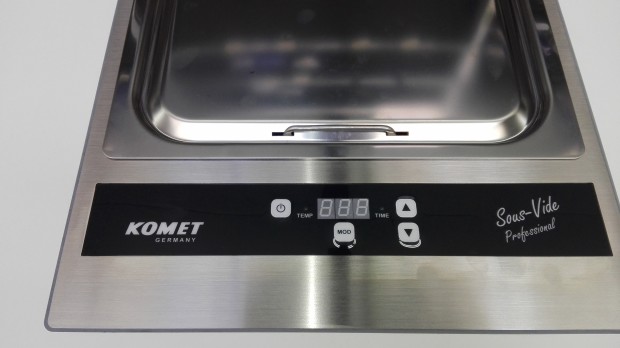 KOMET
GERMANY
TEMP
888
TIME
MOD
Sous-Vide
Professional